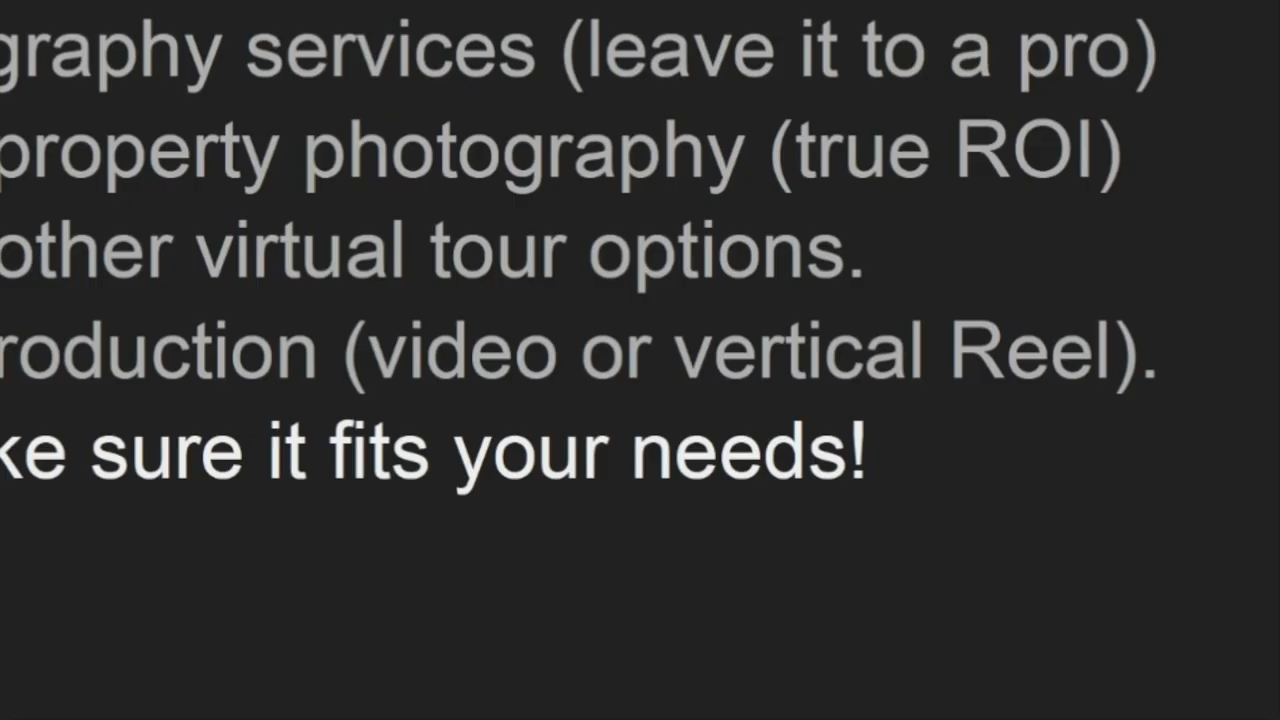 graphy services (leave it to a pro)
property photography (true ROI)
other virtual tour options.
roduction (video or vertical Reel).
ke sure it fits your needs!